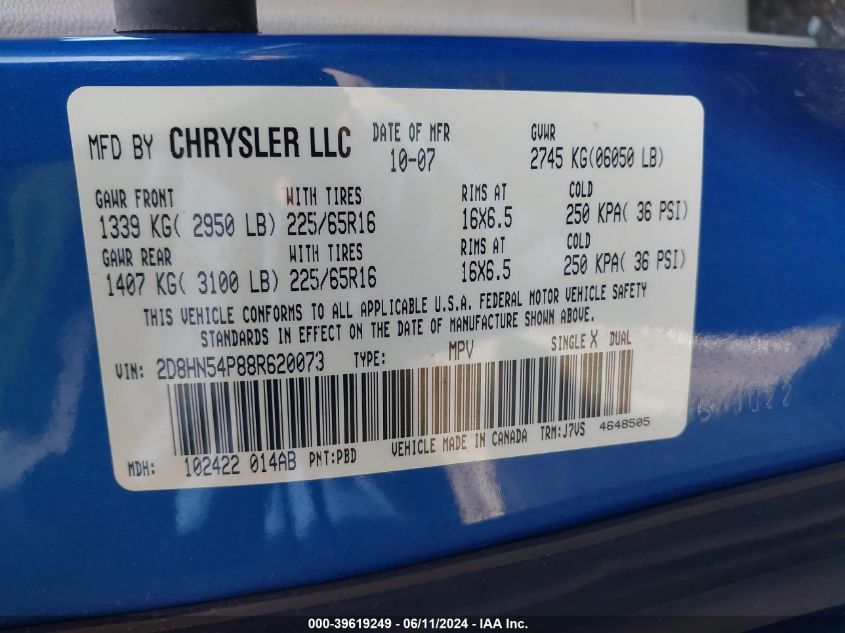 MFD BY CHRYSLER LLC DATE OF MFR 10-07 GVWR 2745 KG(06050 LB)
GAWR FRONT WITH TIRES RIMS AT COLD
1339 KG( 2950 LB) 225/65R16 16X6.5 250 KPA( 36 PSI)
GAWR REAR WITH TIRES RIMS AT COLD
1407 KG( 3100 LB) 225/65R16 16X6.5 250 KPA( 36 PSI)
THIS VEHICLE CONFORMS TO ALL APPLICABLE U.S.A. FEDERAL MOTOR VEHICLE SAFETY
STANDARDS IN EFFECT ON THE DATE OF MANUFACTURE SHOWN ABOVE.
VIN: 2D8HN54P88R620073 TYPE: MPV SINGLE X DUAL
MDH: 102422 014AB PNT:PBD VEHICLE MADE IN CANADA TRM:J7VS 4648505
000-39619249 - 06/11/2024 - IAA Inc.